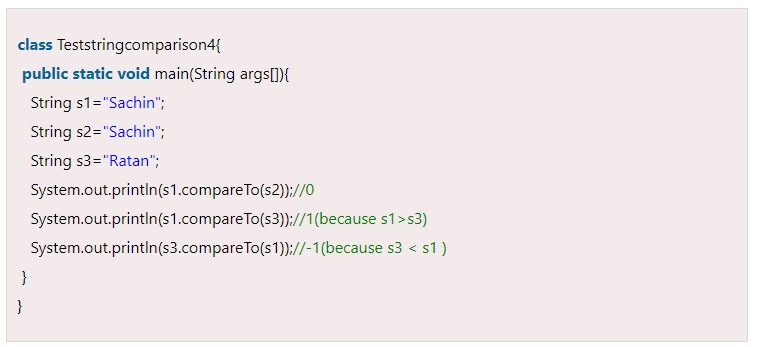 class Teststringcomparison4{
public static void main(String args[]){
String s1="Sachin";
String s2="Sachin";
String s3="Ratan";
System.out.println(s1.compareTo(s2));//0
System.out.println(s1.compareTo(s3));//1(because s1>s3)
System.out.println(s3.compareTo(s1));//-1(because s3 < s1 )
}
}